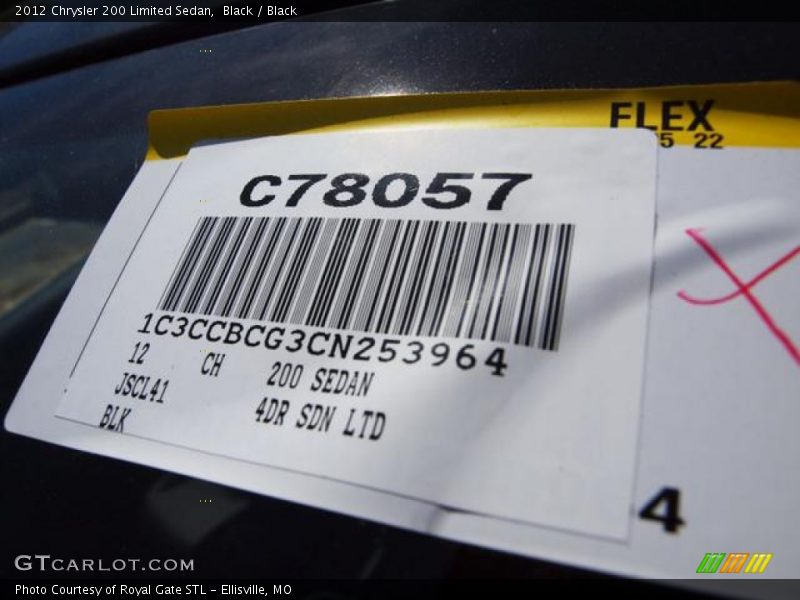 2012 Chrysler 200 Limited Sedan, Black / Black
FLEX
5 22
C78057
1C3CCBCG3CN253964
12 CH 200 SEDAN
JSCL41 4DR SDN LTD
BLK
4
GTCARLOT.COM
Photo Courtesy of Royal Gate STL - Ellisville, MO